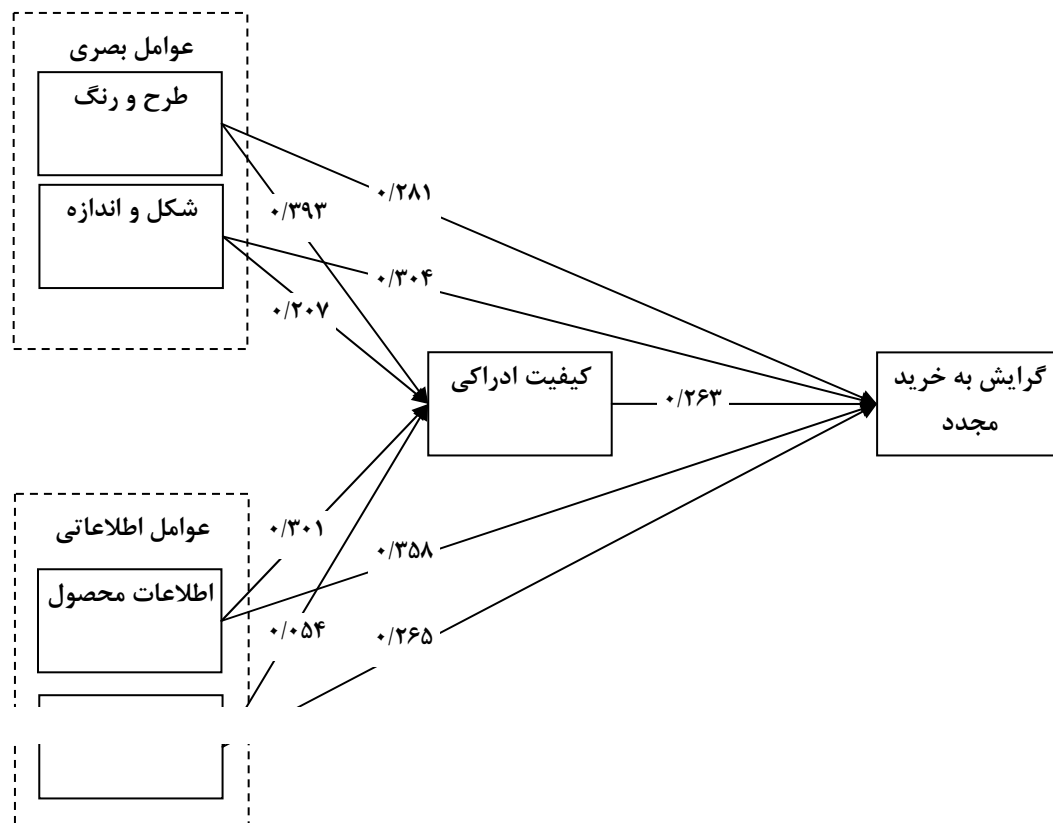 عوامل بصری
طرح و رنگ
۰/۲۸۱
شکل و اندازه
۰/۳۹۳
۰/۳۰۴
۰/۲۰۷
کیفیت ادراکی
گرایش به خرید
۰/۲۶۳
مجدد
عوامل اطلاعاتی
۰/۳۰۱
۰/۳۵۸
اطلاعات محصول
۰/۰۵۴
۰/۲۶۵